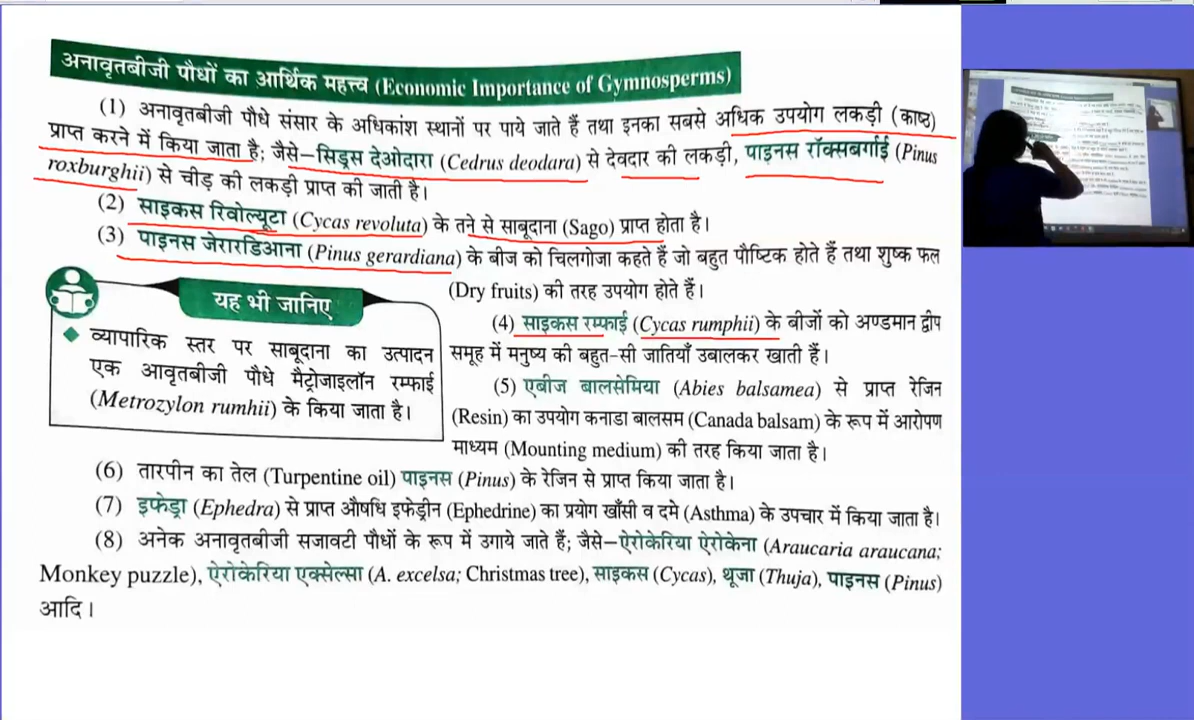 अनावृतबीजी पौधों का आर्थिक महत्त्व (Economic Importance of Gymnosperms)
(1) अनावृतबीजी पौधे संसार के अधिकांश स्थानों पर पाये जाते हैं तथा इनका सबसे अधिक उपयोग लकड़ी (काष्ठ)
प्राप्त करने में किया जाता है; जैसे–सिड्रस देओदारा (Cedrus deodara) से देवदार की लकड़ी, पाइनस रॉक्सबर्गाई (Pinus
roxburghii) से चीड़ की लकड़ी प्राप्त की जाती है।
(2) साइकस रिवोल्यूटा (Cycas revoluta) के तने से साबूदाना (Sago) प्राप्त होता है।
(3) पाइनस जेरारडिआना (Pinus gerardiana) के बीज को चिलगोजा कहते हैं जो बहुत पौष्टिक होते हैं तथा शुष्क फल
(Dry fruits) की तरह उपयोग होते हैं।
यह भी जानिए
◆ व्यापारिक स्तर पर साबूदाना का उत्पादन
एक आवृतबीजी पौधे मैट्रोजाइलॉन रम्फाई
(Metrozylon rumhii) के किया जाता है।
(4) साइकस रम्फाई (Cycas rumphii) के बीजों को अण्डमान द्वीप
समूह में मनुष्य की बहुत-सी जातियाँ उबालकर खाती हैं।
(5) एबीज बालसेमिया (Abies balsamea) से प्राप्त रेजिन
(Resin) का उपयोग कनाडा बालसम (Canada balsam) के रूप में आरोपण
माध्यम (Mounting medium) की तरह किया जाता है।
(6) तारपीन का तेल (Turpentine oil) पाइनस (Pinus) के रेजिन से प्राप्त किया जाता है।
(7) इफेड्रा (Ephedra) से प्राप्त औषधि इफेड्रीन (Ephedrine) का प्रयोग खाँसी व दमे (Asthma) के उपचार में किया जाता है।
(8) अनेक अनावृतबीजी सजावटी पौधों के रूप में उगाये जाते हैं; जैसे–ऐरोकेरिया ऐरोकेना (Araucaria araucana;
Monkey puzzle), ऐरोकेरिया एक्सेल्सा (A. excelsa; Christmas tree), साइकस (Cycas), थूजा (Thuja), पाइनस (Pinus)
आदि।